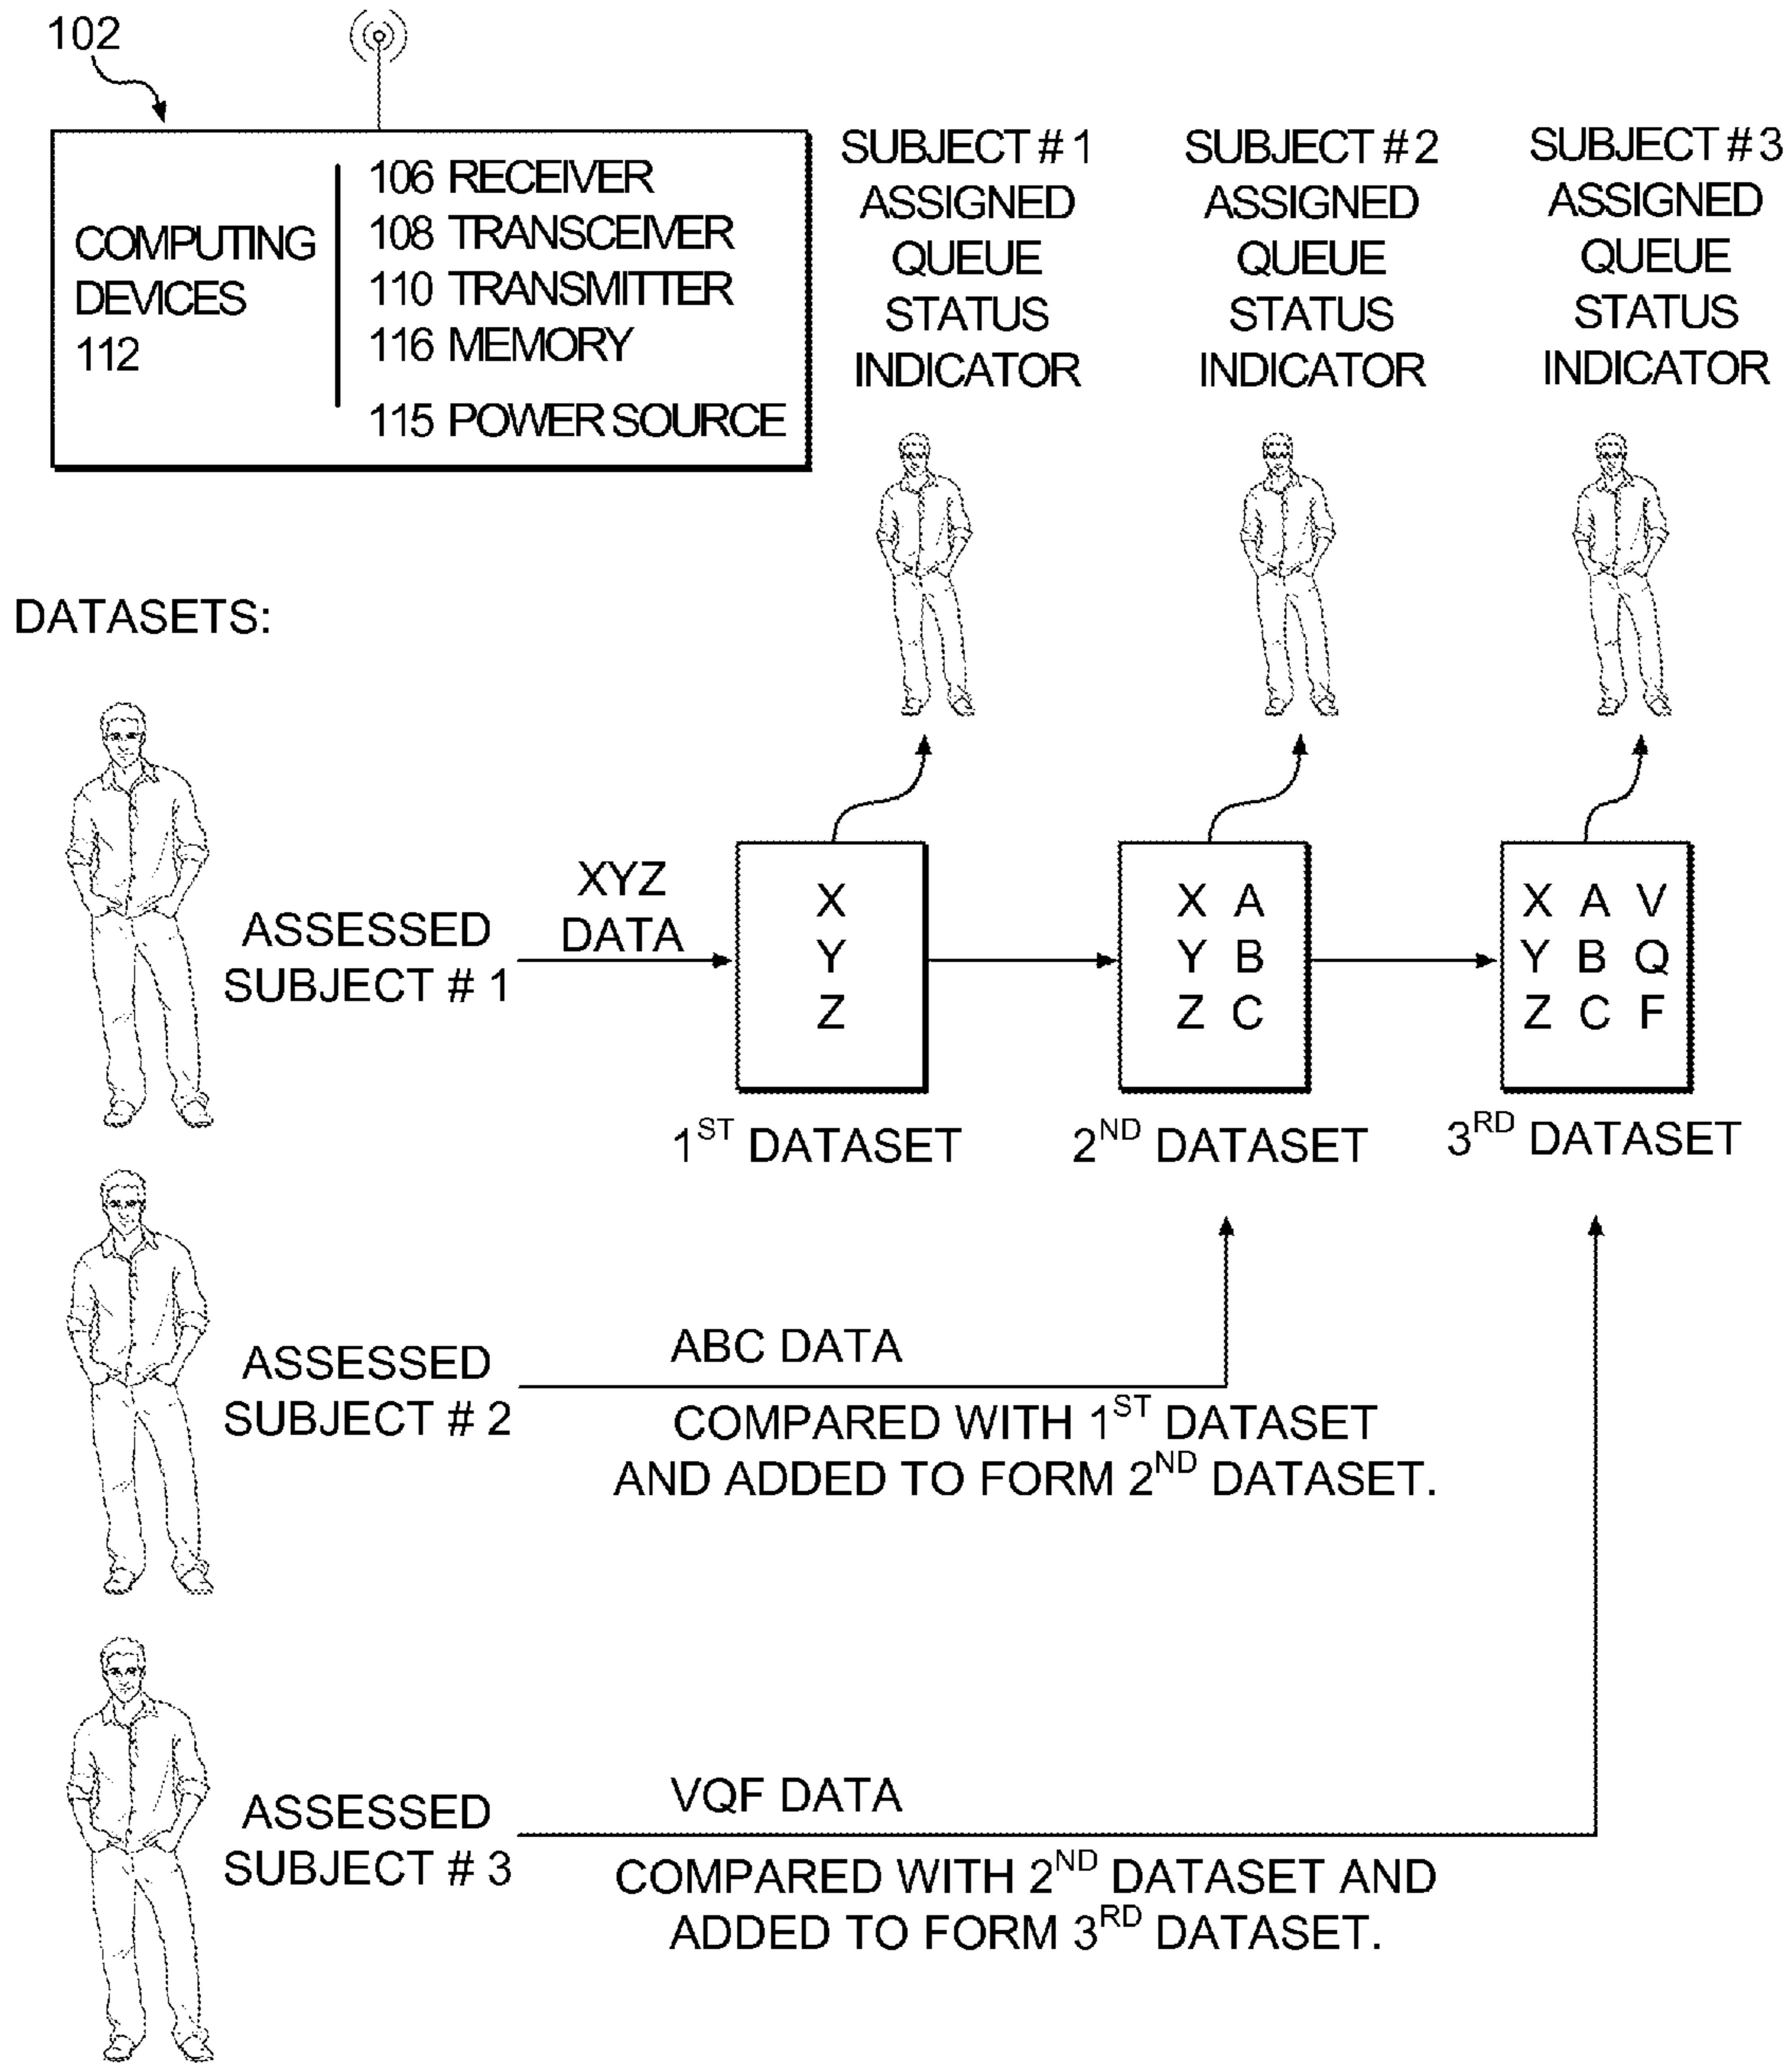 102
COMPUTING
DEVICES
112
106 RECEIVER
108 TRANSCEIVER
110 TRANSMITTER
116 MEMORY
115 POWER SOURCE
SUBJECT # 1
ASSIGNED
QUEUE
STATUS
INDICATOR
SUBJECT # 2
ASSIGNED
QUEUE
STATUS
INDICATOR
SUBJECT # 3
ASSIGNED
QUEUE
STATUS
INDICATOR
DATASETS:
ASSESSED
SUBJECT # 1
XYZ
DATA
X
Y
Z
1ST DATASET
X A
Y B
Z C
2ND DATASET
X A V
Y B Q
Z C F
3RD DATASET
ASSESSED
SUBJECT # 2
ABC DATA
COMPARED WITH 1ST DATASET
AND ADDED TO FORM 2ND DATASET.
ASSESSED
SUBJECT # 3
VQF DATA
COMPARED WITH 2ND DATASET AND
ADDED TO FORM 3RD DATASET.